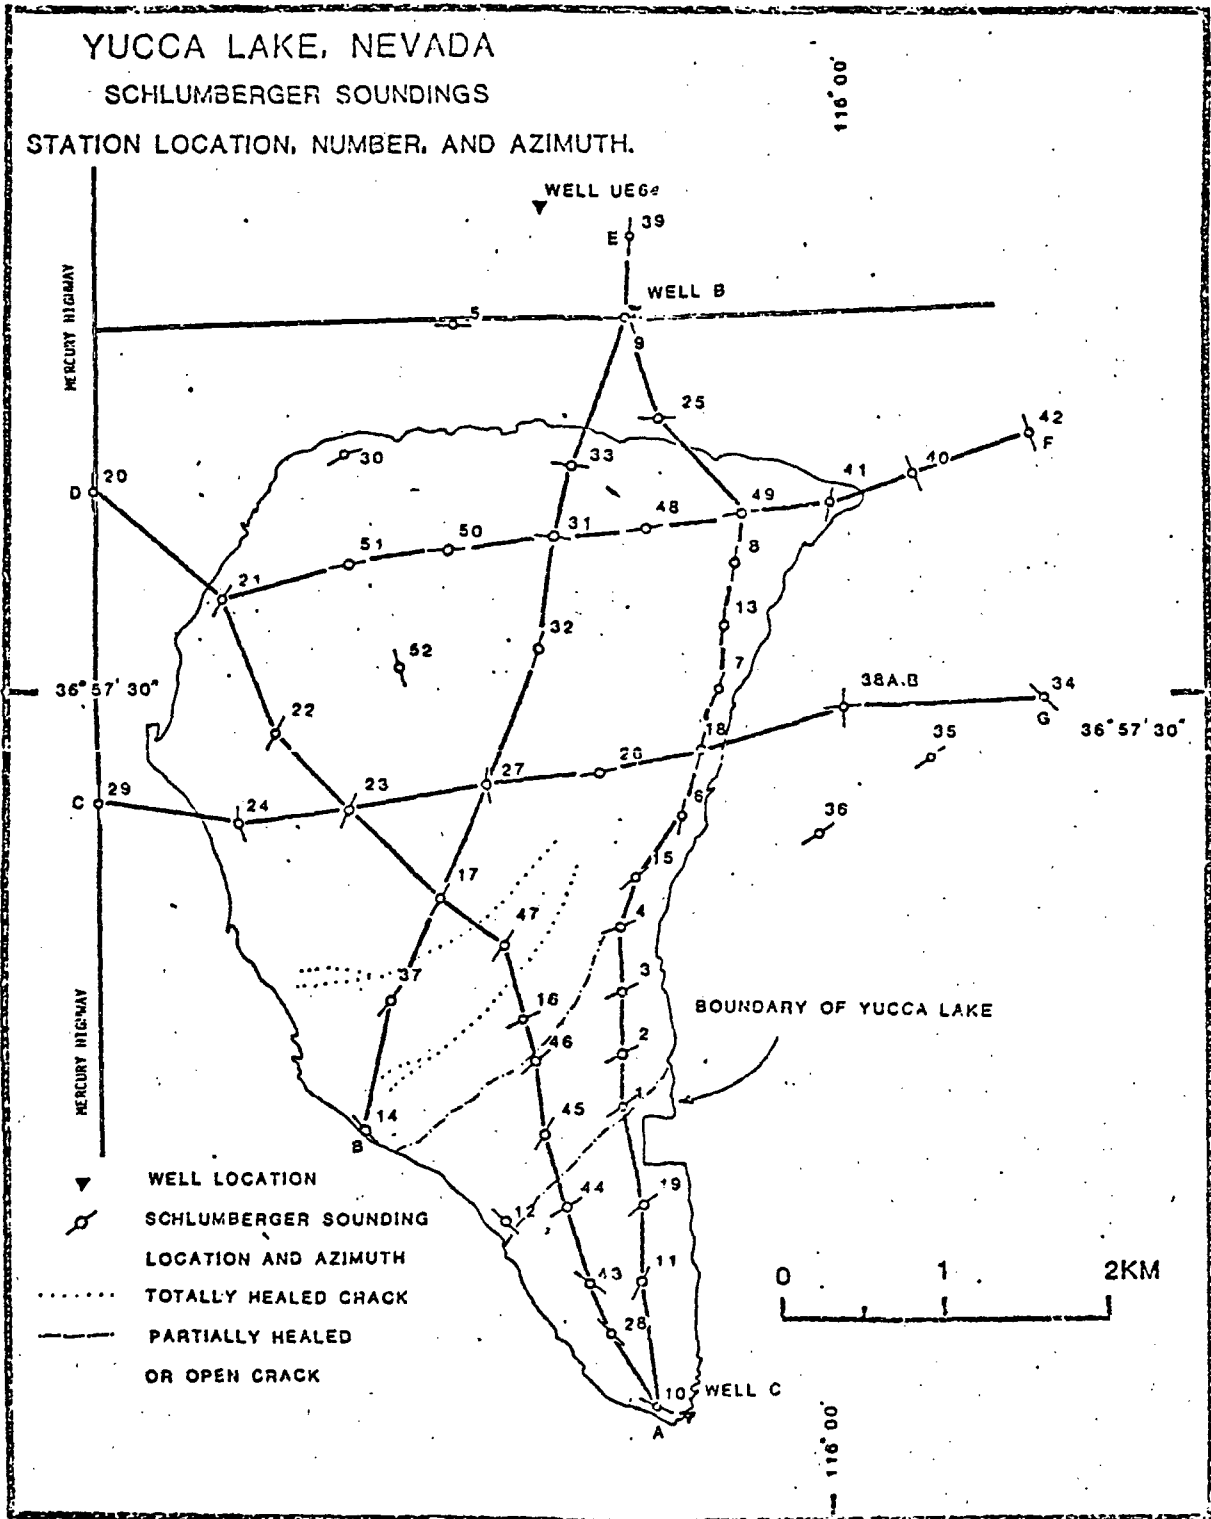 YUCCA LAKE, NEVADA
SCHLUMBERGER SOUNDINGS
STATION LOCATION, NUMBER, AND AZIMUTH.
116° 00'
WELL UE6e
39
E
MERCURY HIGHWAY
WELL B
5
9
25
42
F
30
33
40
41
20
D
49
48
31
50
51
8
21
13
32
52
7
36° 57' 30"
38A.B
34
G
36° 57' 30"
22
18
35
28
27
23
29
C
24
6
36
15
17
4
47
3
37
16
BOUNDARY OF YUCCA LAKE
MERCURY HIGHWAY
2
46
1
45
14
B
WELL LOCATION
19
44
12
SCHLUMBERGER SOUNDING
LOCATION AND AZIMUTH
11
43
0 1 2KM
TOTALLY HEALED CRACK
28
PARTIALLY HEALED
OR OPEN CRACK
10
WELL C
A
116° 00'